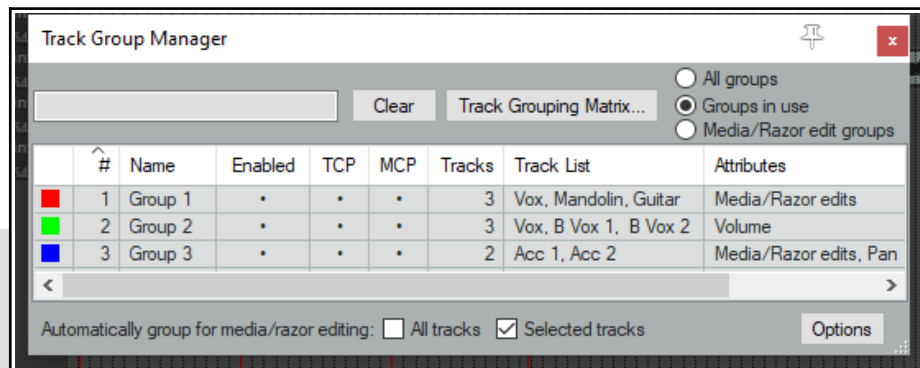 Track Group Manager
x
All groups
Clear Track Grouping Matrix... Groups in use
Media/Razor edit groups
# Name Enabled TCP MCP Tracks Track List Attributes
1 Group 1 • • • 3 Vox, Mandolin, Guitar Media/Razor edits
2 Group 2 • • • 3 Vox, B Vox 1, B Vox 2 Volume
3 Group 3 • • • 2 Acc 1, Acc 2 Media/Razor edits, Pan
Automatically group for media/razor editing: All tracks Selected tracks Options